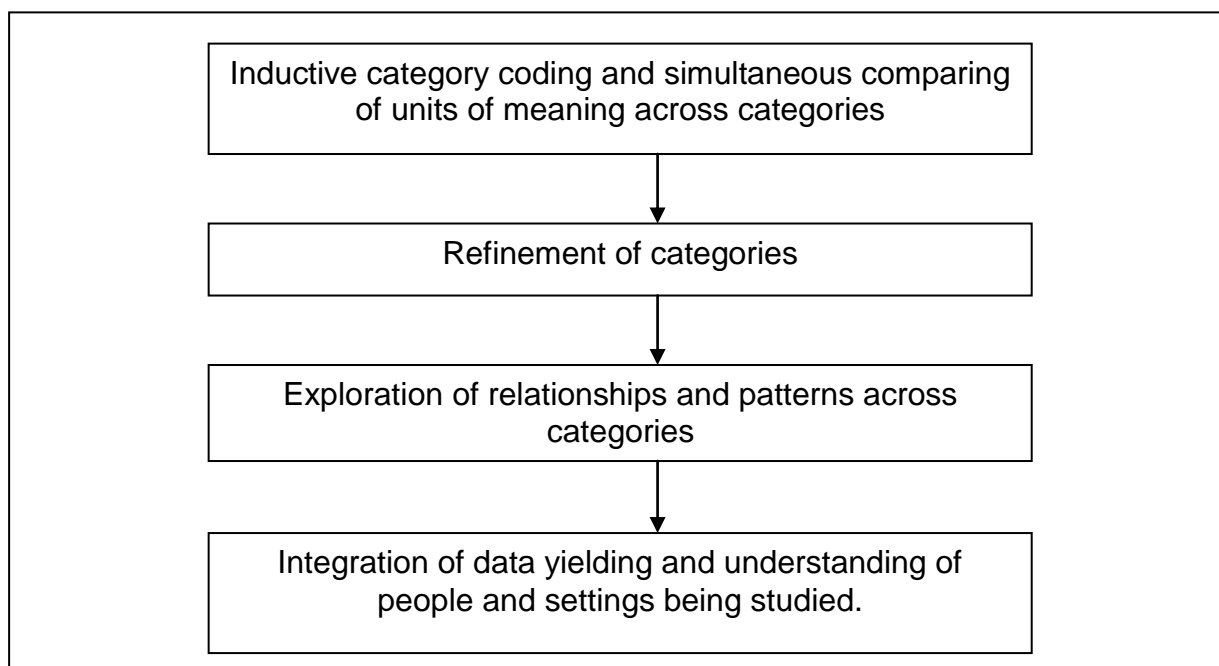 Inductive category coding and simultaneous comparing
of units of meaning across categories
Refinement of categories
Exploration of relationships and patterns across
categories
Integration of data yielding and understanding of
people and settings being studied.